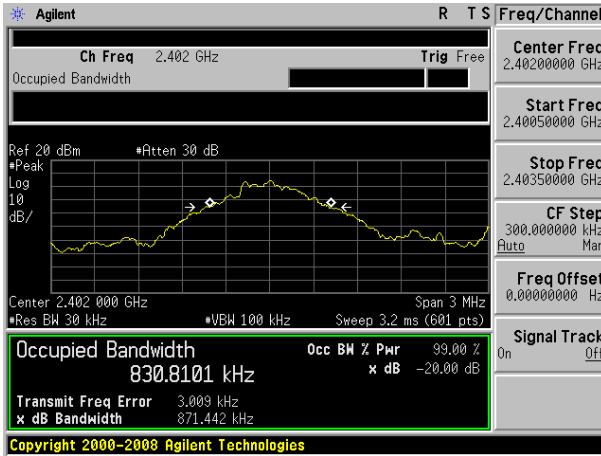 Agilent R T S Freq/Channel
Ch Freq 2.402 GHz Trig Free
Occupied Bandwidth
Center Freq
2.40200000 GHz
Start Freq
2.40050000 GHz
Stop Freq
2.40350000 GHz
CF Step
300.000000 kHz
Auto Man
Freq Offset
0.00000000 Hz
Signal Track
On Off
Ref 20 dBm #Atten 30 dB
#Peak
Log
10
dB/
Center 2.402 000 GHz Span 3 MHz
#Res BW 30 kHz #VBW 100 kHz Sweep 3.2 ms (601 pts)
Occupied Bandwidth Occ BW % Pwr 99.00 %
830.8101 kHz x dB -20.00 dB
Transmit Freq Error 3.009 kHz
x dB Bandwidth 871.442 kHz
Copyright 2000-2008 Agilent Technologies